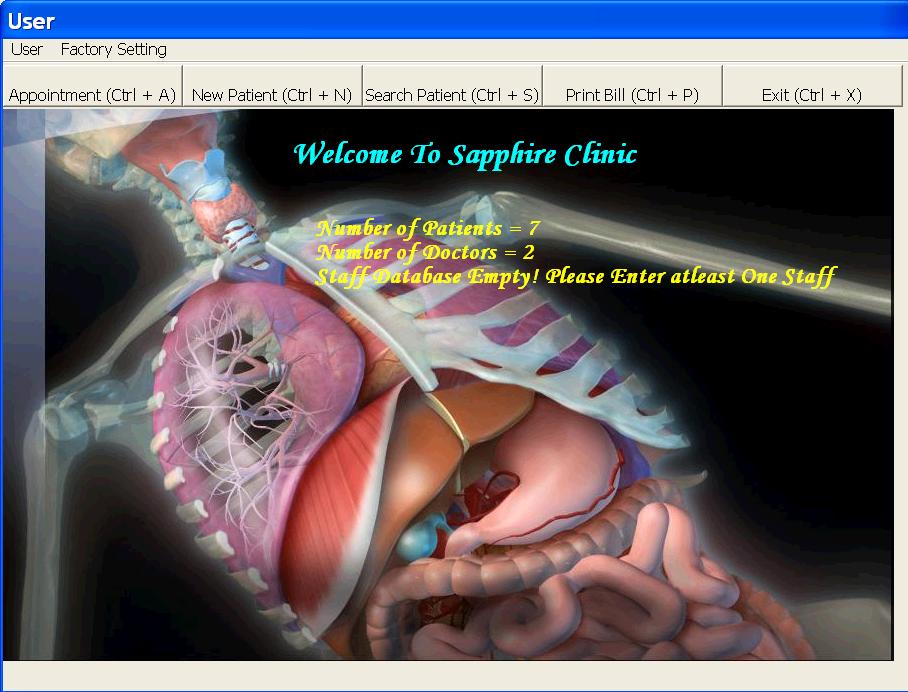 User
User Factory Setting
Appointment (Ctrl + A) New Patient (Ctrl + N) Search Patient (Ctrl + S) Print Bill (Ctrl + P) Exit (Ctrl + X)
Welcome To Sapphire Clinic
Number of Patients = 7
Number of Doctors = 2
Staff Database Empty! Please Enter atleast One Staff